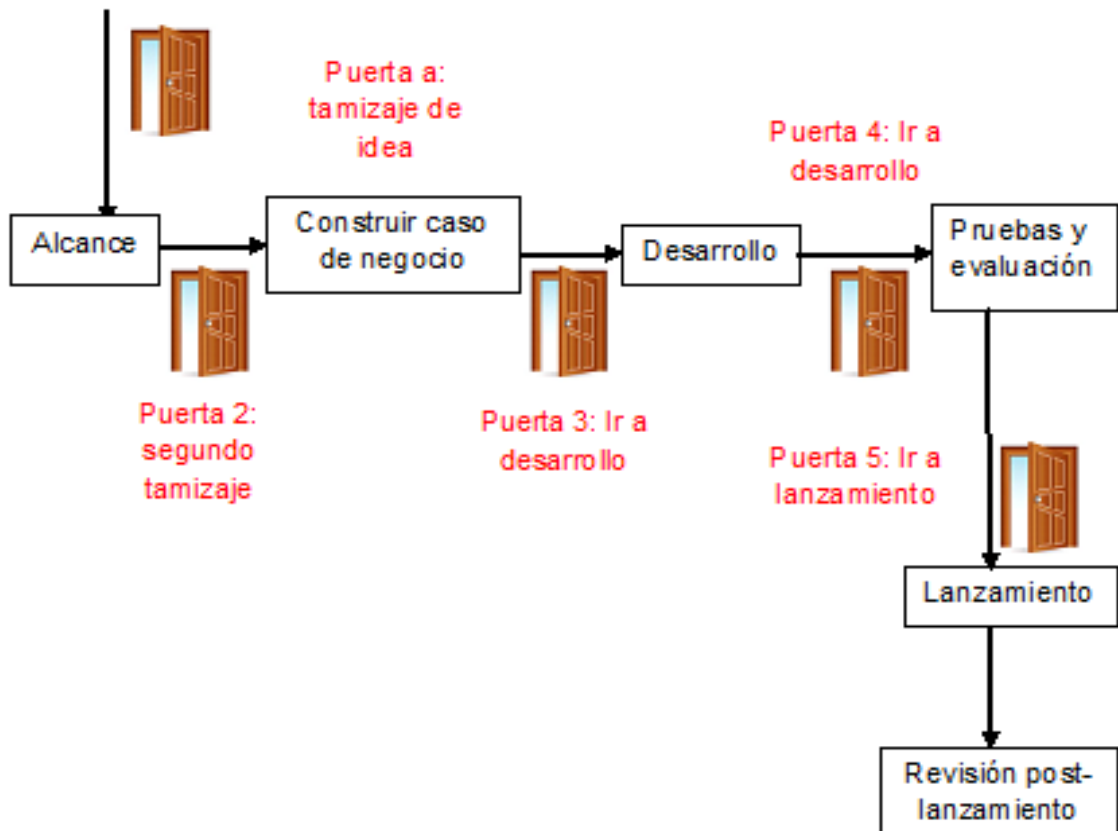 Puerta a:
tamizaje de
idea
Puerta 4: Ir a
desarrollo
Alcance
Construir caso
de negocio
Desarrollo
Pruebas y
evaluación
Puerta 2:
segundo
tamizaje
Puerta 3: Ir a
desarrollo
Puerta 5: Ir a
lanzamiento
Lanzamiento
Revisión post-
lanzamiento